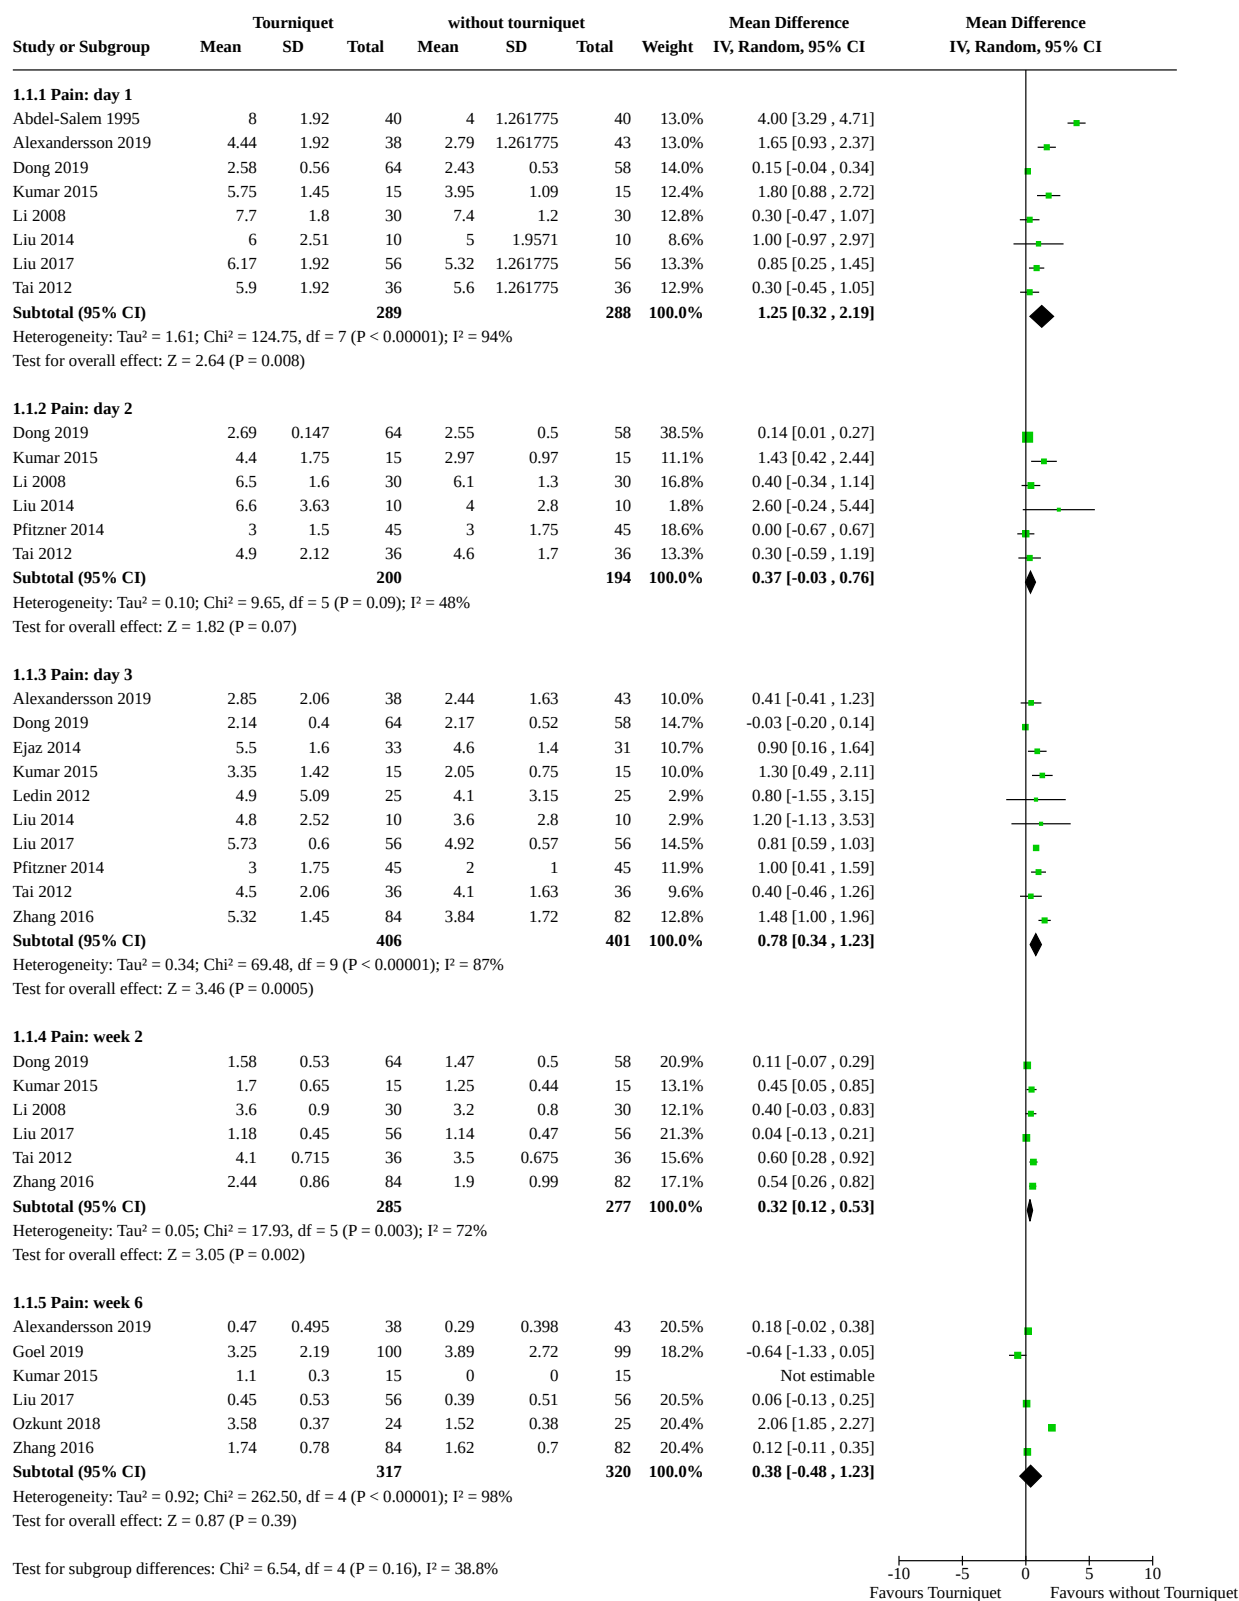 Tourniquet without tourniquet Mean Difference Mean Difference
Study or Subgroup Mean SD Total Mean SD Total Weight IV, Random, 95% CI IV, Random, 95% CI
1.1.1 Pain: day 1
Abdel-Salem 1995 8 1.92 40 4 1.261775 40 13.0% 4.00 [3.29 , 4.71]
Alexandersson 2019 4.44 1.92 38 2.79 1.261775 43 13.0% 1.65 [0.93 , 2.37]
Dong 2019 2.58 0.56 64 2.43 0.53 58 14.0% 0.15 [-0.04 , 0.34]
Kumar 2015 5.75 1.45 15 3.95 1.09 15 12.4% 1.80 [0.88 , 2.72]
Li 2008 7.7 1.8 30 7.4 1.2 30 12.8% 0.30 [-0.47 , 1.07]
Liu 2014 6 2.51 10 5 1.9571 10 8.6% 1.00 [-0.97 , 2.97]
Liu 2017 6.17 1.92 56 5.32 1.261775 56 13.3% 0.85 [0.25 , 1.45]
Tai 2012 5.9 1.92 36 5.6 1.261775 36 12.9% 0.30 [-0.45 , 1.05]
Subtotal (95% CI) 289 288 100.0% 1.25 [0.32 , 2.19]
Heterogeneity: Tau² = 1.61; Chi² = 124.75, df = 7 (P < 0.00001); I² = 94%
Test for overall effect: Z = 2.64 (P = 0.008)
1.1.2 Pain: day 2
Dong 2019 2.69 0.147 64 2.55 0.5 58 38.5% 0.14 [0.01 , 0.27]
Kumar 2015 4.4 1.75 15 2.97 0.97 15 11.1% 1.43 [0.42 , 2.44]
Li 2008 6.5 1.6 30 6.1 1.3 30 16.8% 0.40 [-0.34 , 1.14]
Liu 2014 6.6 3.63 10 4 2.8 10 1.8% 2.60 [-0.24 , 5.44]
Pfitzner 2014 3 1.5 45 3 1.75 45 18.6% 0.00 [-0.67 , 0.67]
Tai 2012 4.9 2.12 36 4.6 1.7 36 13.3% 0.30 [-0.59 , 1.19]
Subtotal (95% CI) 200 194 100.0% 0.37 [-0.03 , 0.76]
Heterogeneity: Tau² = 0.10; Chi² = 9.65, df = 5 (P = 0.09); I² = 48%
Test for overall effect: Z = 1.82 (P = 0.07)
1.1.3 Pain: day 3
Alexandersson 2019 2.85 2.06 38 2.44 1.63 43 10.0% 0.41 [-0.41 , 1.23]
Dong 2019 2.14 0.4 64 2.17 0.52 58 14.7% -0.03 [-0.20 , 0.14]
Ejaz 2014 5.5 1.6 33 4.6 1.4 31 10.7% 0.90 [0.16 , 1.64]
Kumar 2015 3.35 1.42 15 2.05 0.75 15 10.0% 1.30 [0.49 , 2.11]
Ledin 2012 4.9 5.09 25 4.1 3.15 25 2.9% 0.80 [-1.55 , 3.15]
Liu 2014 4.8 2.52 10 3.6 2.8 10 2.9% 1.20 [-1.13 , 3.53]
Liu 2017 5.73 0.6 56 4.92 0.57 56 14.5% 0.81 [0.59 , 1.03]
Pfitzner 2014 3 1.75 45 2 1 45 11.9% 1.00 [0.41 , 1.59]
Tai 2012 4.5 2.06 36 4.1 1.63 36 9.6% 0.40 [-0.46 , 1.26]
Zhang 2016 5.32 1.45 84 3.84 1.72 82 12.8% 1.48 [1.00 , 1.96]
Subtotal (95% CI) 406 401 100.0% 0.78 [0.34 , 1.23]
Heterogeneity: Tau² = 0.34; Chi² = 69.48, df = 9 (P < 0.00001); I² = 87%
Test for overall effect: Z = 3.46 (P = 0.0005)
1.1.4 Pain: week 2
Dong 2019 1.58 0.53 64 1.47 0.5 58 20.9% 0.11 [-0.07 , 0.29]
Kumar 2015 1.7 0.65 15 1.25 0.44 15 13.1% 0.45 [0.05 , 0.85]
Li 2008 3.6 0.9 30 3.2 0.8 30 12.1% 0.40 [-0.03 , 0.83]
Liu 2017 1.18 0.45 56 1.14 0.47 56 21.3% 0.04 [-0.13 , 0.21]
Tai 2012 4.1 0.715 36 3.5 0.675 36 15.6% 0.60 [0.28 , 0.92]
Zhang 2016 2.44 0.86 84 1.9 0.99 82 17.1% 0.54 [0.26 , 0.82]
Subtotal (95% CI) 285 277 100.0% 0.32 [0.12 , 0.53]
Heterogeneity: Tau² = 0.05; Chi² = 17.93, df = 5 (P = 0.003); I² = 72%
Test for overall effect: Z = 3.05 (P = 0.002)
1.1.5 Pain: week 6
Alexandersson 2019 0.47 0.495 38 0.29 0.398 43 20.5% 0.18 [-0.02 , 0.38]
Goel 2019 3.25 2.19 100 3.89 2.72 99 18.2% -0.64 [-1.33 , 0.05]
Kumar 2015 1.1 0.3 15 0 0 15 Not estimable
Liu 2017 0.45 0.53 56 0.39 0.51 56 20.5% 0.06 [-0.13 , 0.25]
Ozkunt 2018 3.58 0.37 24 1.52 0.38 25 20.4% 2.06 [1.85 , 2.27]
Zhang 2016 1.74 0.78 84 1.62 0.7 82 20.4% 0.12 [-0.11 , 0.35]
Subtotal (95% CI) 317 320 100.0% 0.38 [-0.48 , 1.23]
Heterogeneity: Tau² = 0.92; Chi² = 262.50, df = 4 (P < 0.00001); I² = 98%
Test for overall effect: Z = 0.87 (P = 0.39)
Test for subgroup differences: Chi² = 6.54, df = 4 (P = 0.16), I² = 38.8%
-10 -5 0 5 10
Favours Tourniquet Favours without Tourniquet